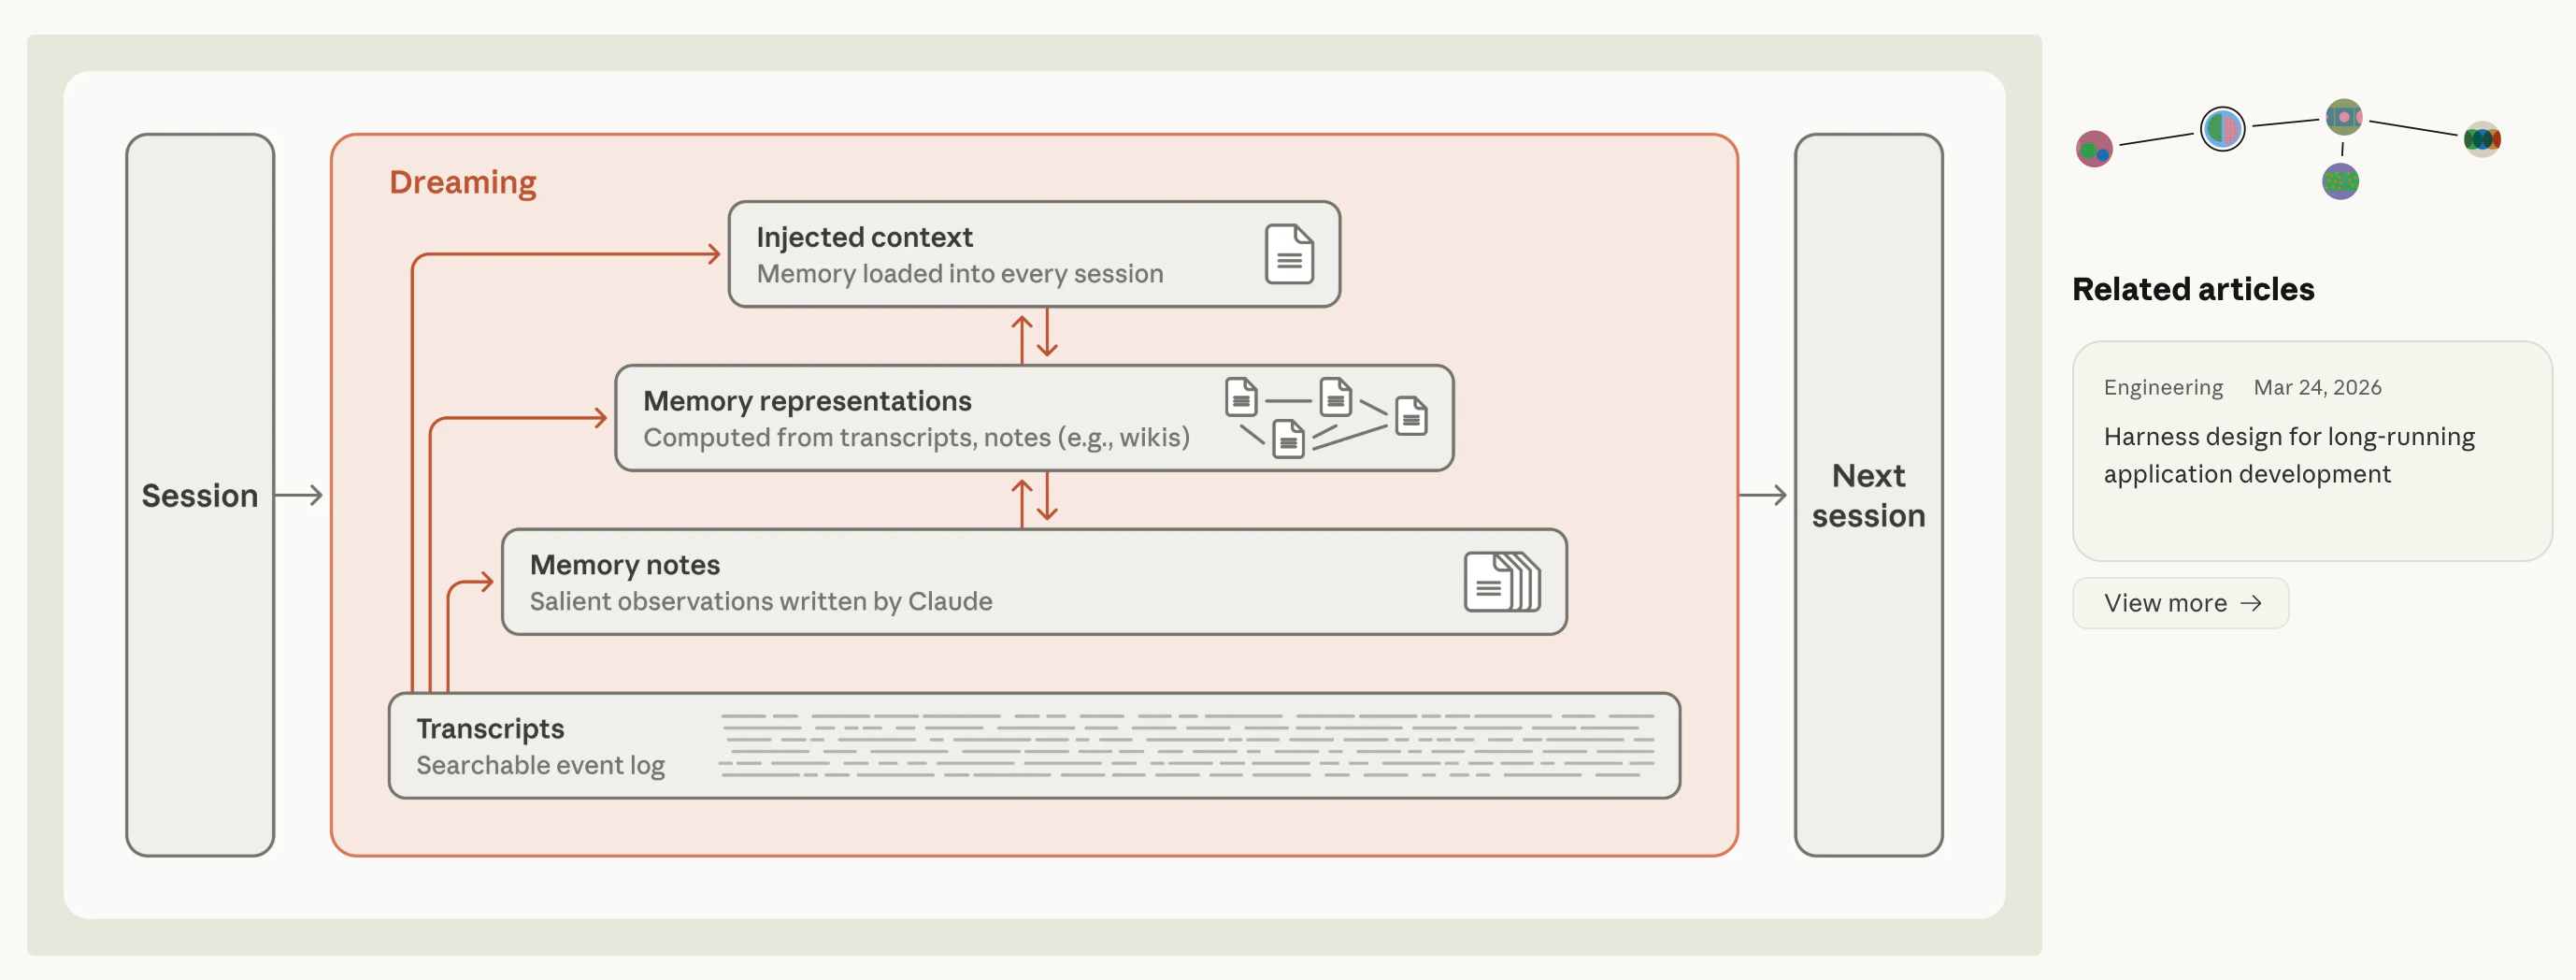 Dreaming
Injected context
Memory loaded into every session
Memory representations
Computed from transcripts, notes (e.g., wikis)
Session
Next
session
Memory notes
Salient observations written by Claude
Transcripts
Searchable event log
Related articles
Engineering Mar 24, 2026
Harness design for long-running
application development
View more →